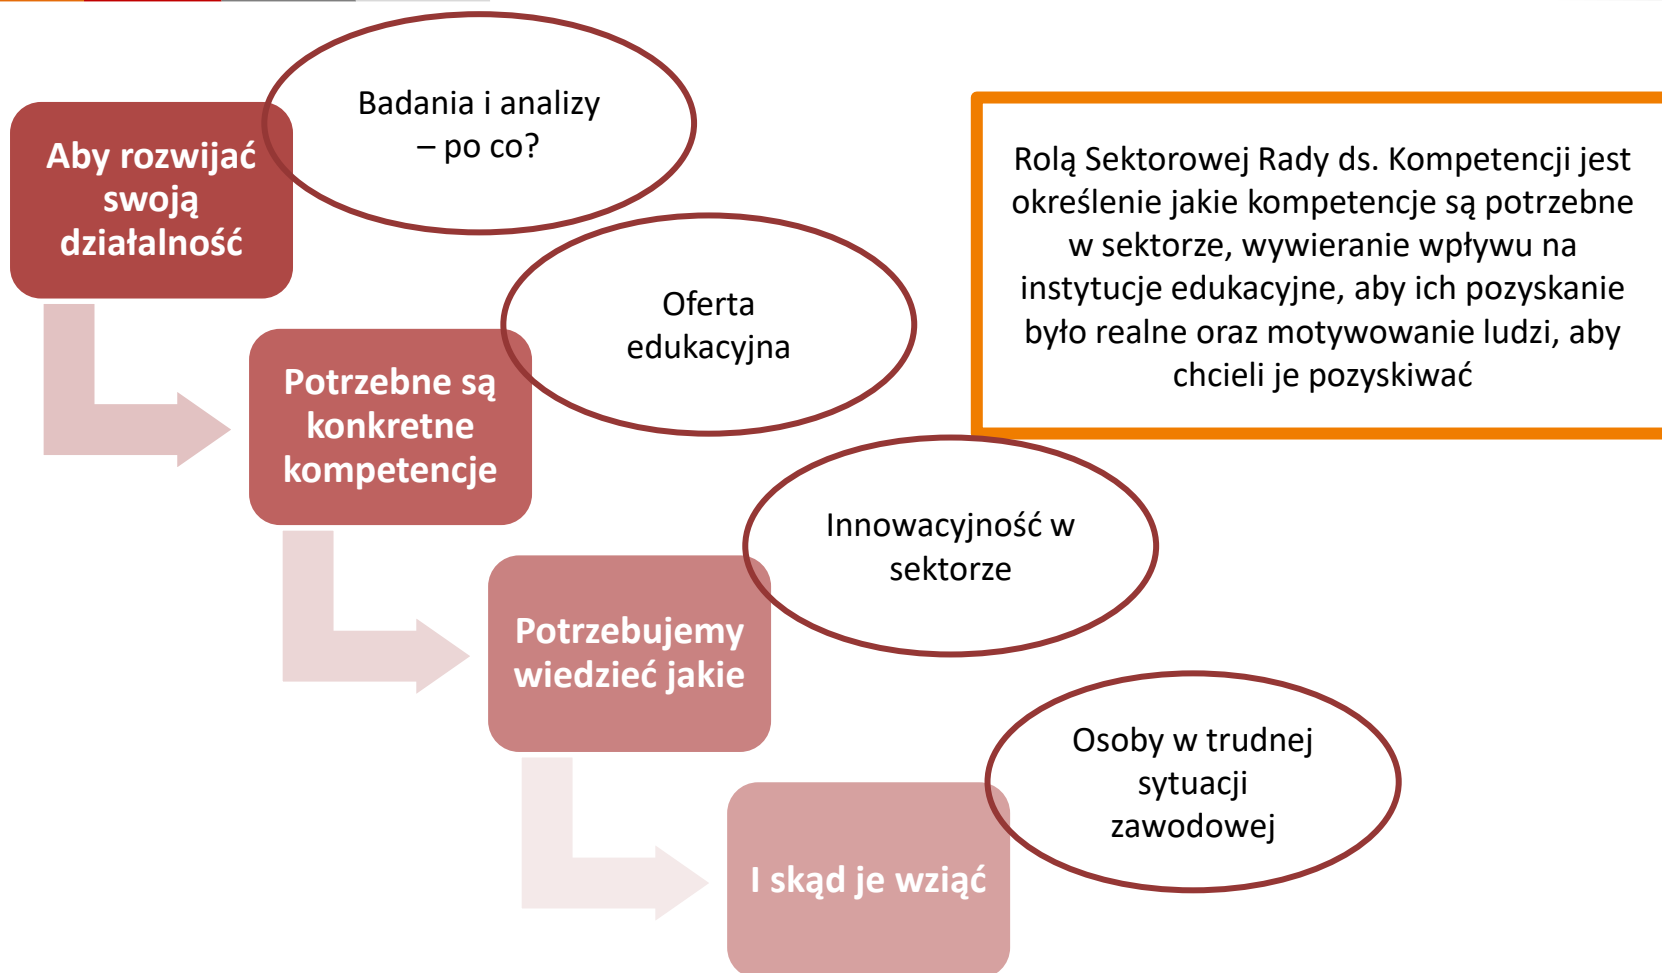 Badania i analizy
– po co?
Aby rozwijać
swoją
działalność
Rolą Sektorowej Rady ds. Kompetencji jest
określenie jakie kompetencje są potrzebne
w sektorze, wywieranie wpływu na
instytucje edukacyjne, aby ich pozyskanie
było realne oraz motywowanie ludzi, aby
chcieli je pozyskiwać
Oferta
edukacyjna
Potrzebne są
konkretne
kompetencje
Innowacyjność w
sektorze
Potrzebujemy
wiedzieć jakie
Osoby w trudnej
sytuacji
zawodowej
I skąd je wziąć